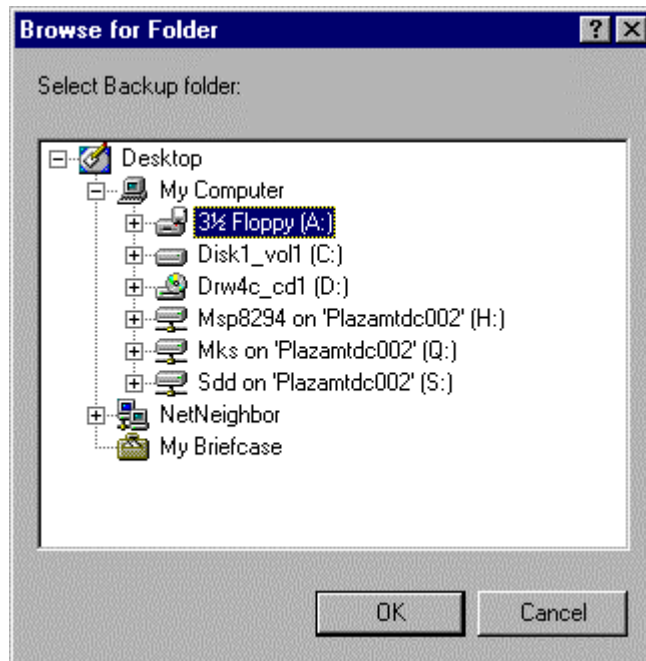 Browse for Folder
Select Backup folder:
Desktop
My Computer
3½ Floppy (A:)
Disk1_vol1 (C:)
Drw4c_cd1 (D:)
Msp8294 on 'Plazamtdc002' (H:)
Mks on 'Plazamtdc002' (Q:)
Sdd on 'Plazamtdc002' (S:)
NetNeighbor
My Briefcase
OK Cancel